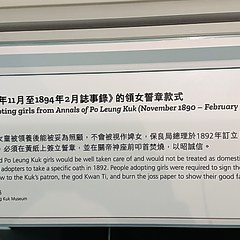 年11月至1894年2月誌事錄》的領女誓章款式
pting girls from Annals of Po Leung Kuk (November 1890 – February
女童被領養後能被妥為照顧，不會被視作婢女，保良局總理於1892年訂立
，必須在黃紙上簽立誓章，並在關帝神座前叩首焚燒，以昭誠信。
d Po Leung Kuk girls would be well taken care of and would not be treated as domesti
adopters to take a specific oath in 1892. People adopting girls were required to sign the
w to the Kuk's patron, the god Kwan Ti, and burn the joss paper to show their good fa
g Kuk Museum